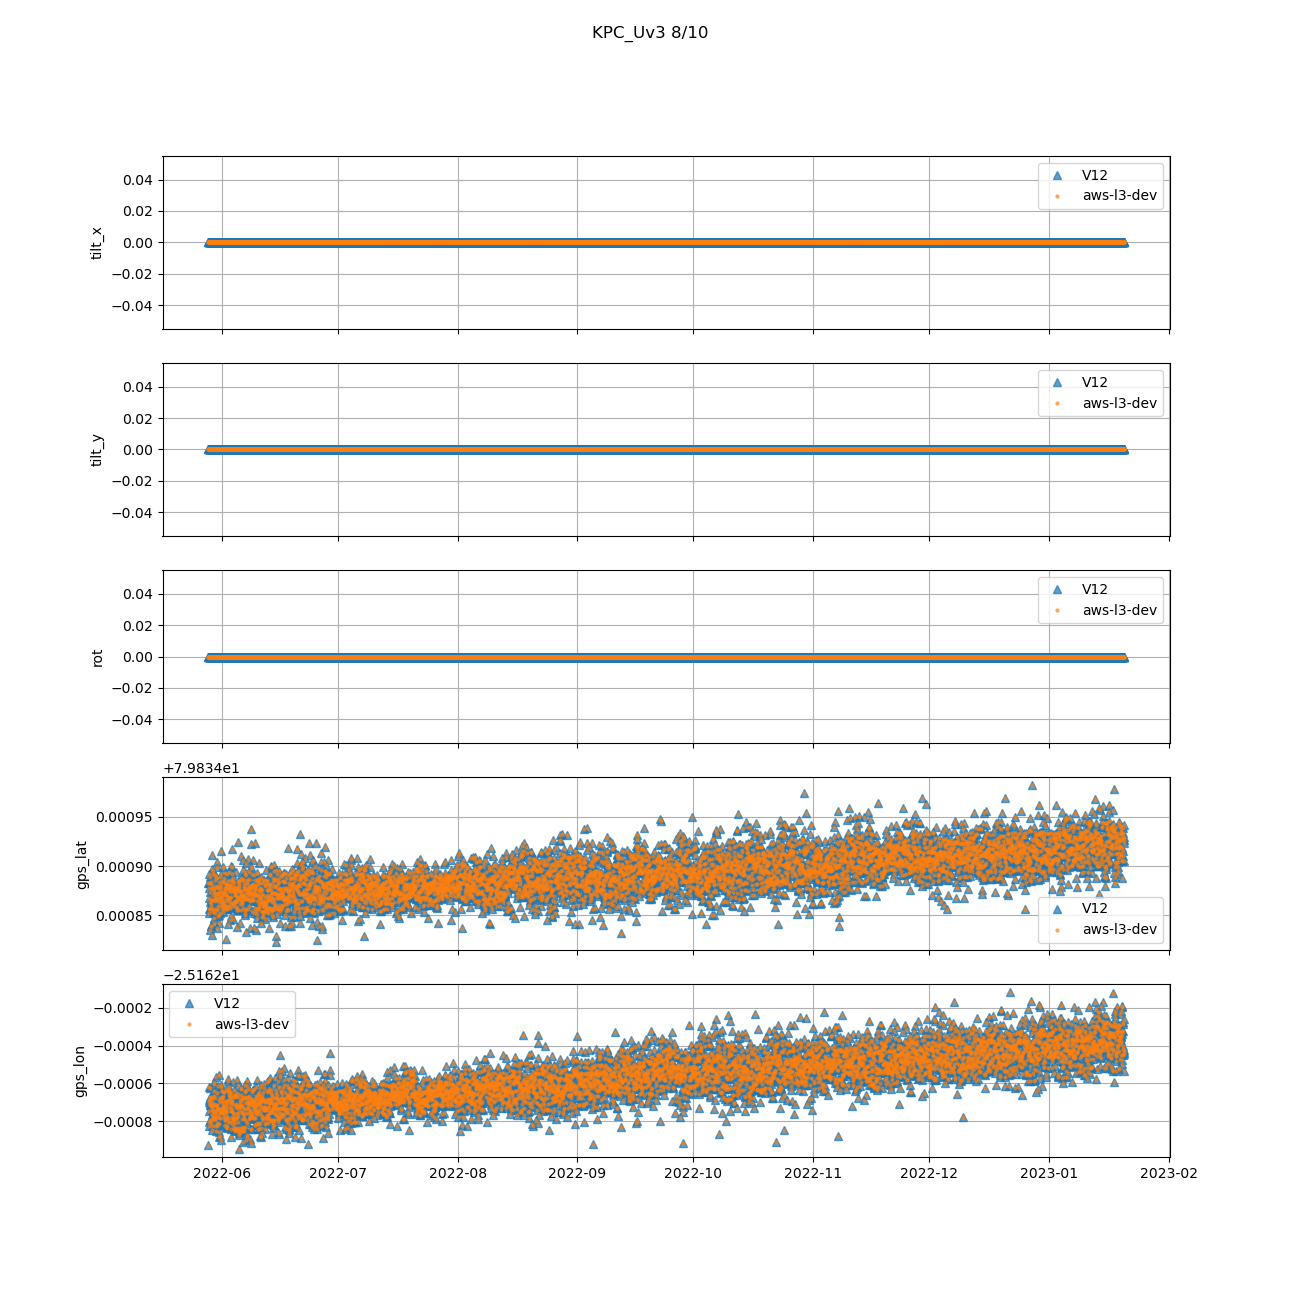 KPC_Uv3 8/10
0.04
0.02
0.00
−0.02
−0.04
tilt_x
V12
aws-l3-dev
0.04
0.02
0.00
−0.02
−0.04
tilt_y
V12
aws-l3-dev
0.04
0.02
0.00
−0.02
−0.04
rot
V12
aws-l3-dev
+7.9834e1
0.00095
0.00090
0.00085
gps_lat
V12
aws-l3-dev
−2.5162e1
−0.0002
−0.0004
−0.0006
−0.0008
gps_lon
V12
aws-l3-dev
2022-06 2022-07 2022-08 2022-09 2022-10 2022-11 2022-12 2023-01 2023-02